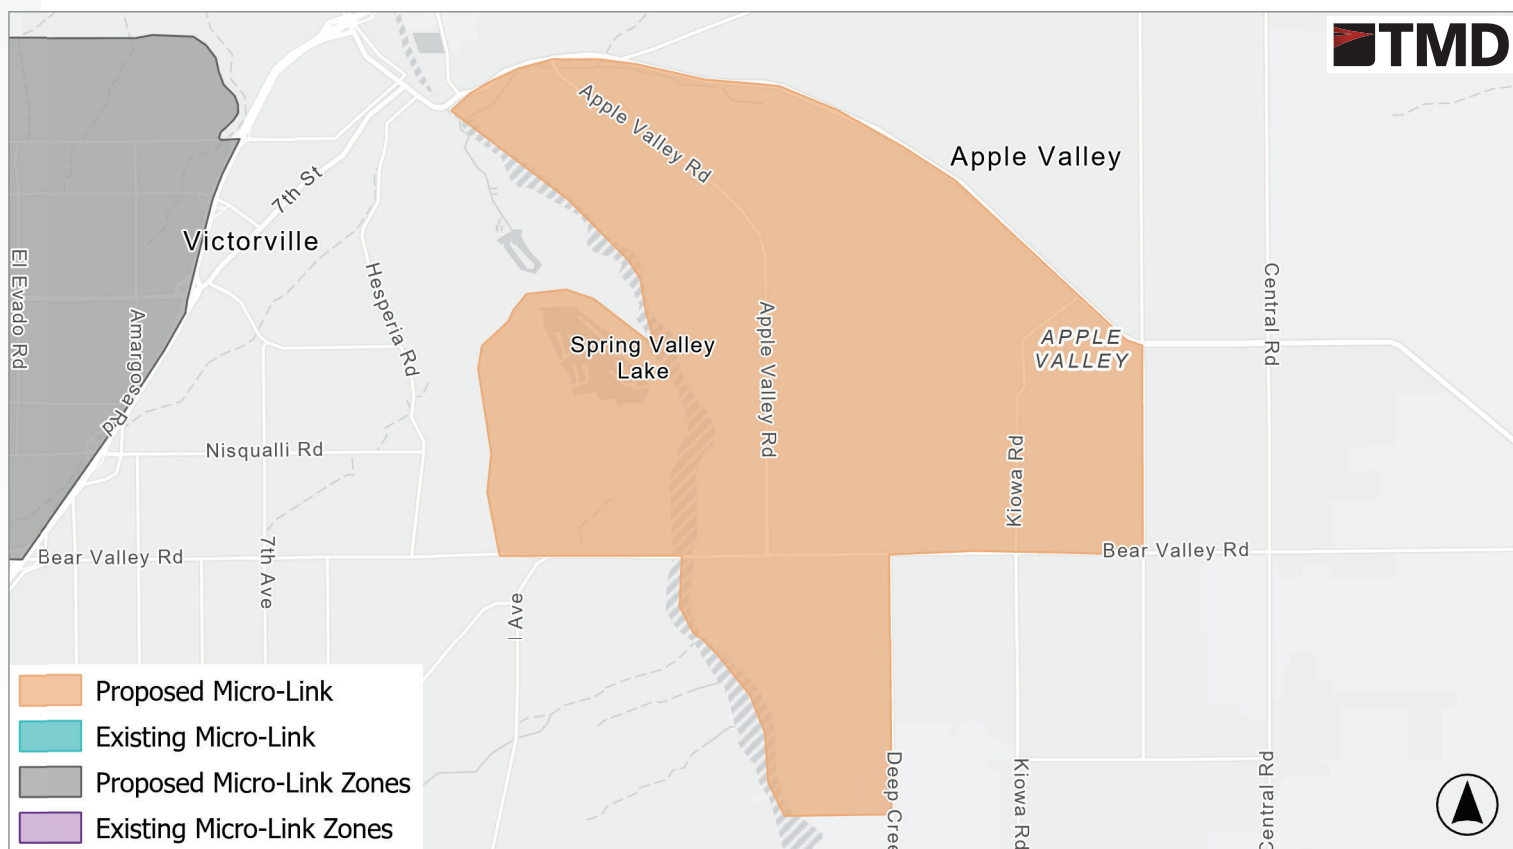 TMD
Apple Valley Rd
Apple Valley
7th St
Victorville
El Evado Rd
Hesperia Rd
Central Rd
Amargosa Rd
Apple Valley Rd
APPLE
VALLEY
Spring Valley
Lake
Nisqualli Rd
Kiowa Rd
Bear Valley Rd
Bear Valley Rd
7th Ave
I Ave
Proposed Micro-Link
Existing Micro-Link
Proposed Micro-Link Zones
Existing Micro-Link Zones
Deep Cree
Kiowa Rd
Central Rd